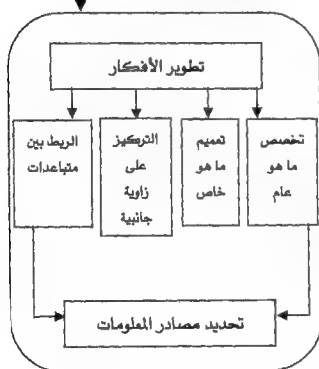 تطوير الأفكار
تخصص
ما هو
عام
تعميم
ما هو
خاص
التركيز
على
زاوية
جانبية
الربط بين
متباعدات
تحديد مصادر المعلومات